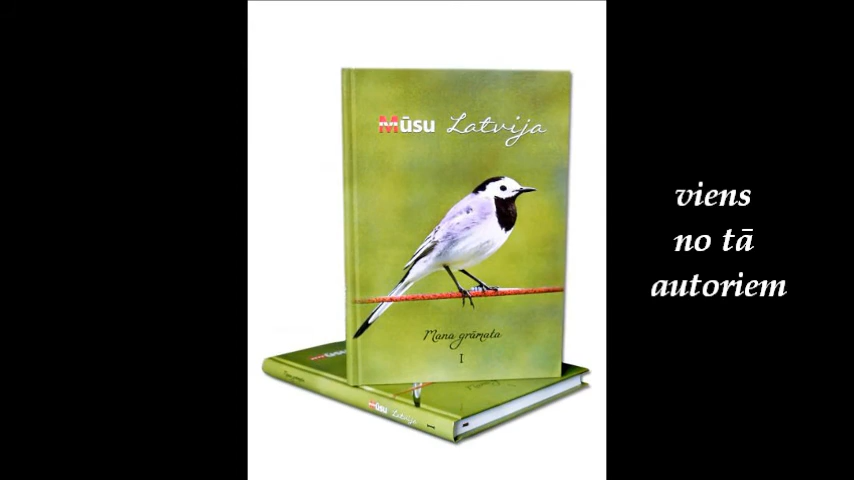 Mūsu Latvija
Mana grāmata
I
Mūsu Latvija I
viens
no tā
autoriem